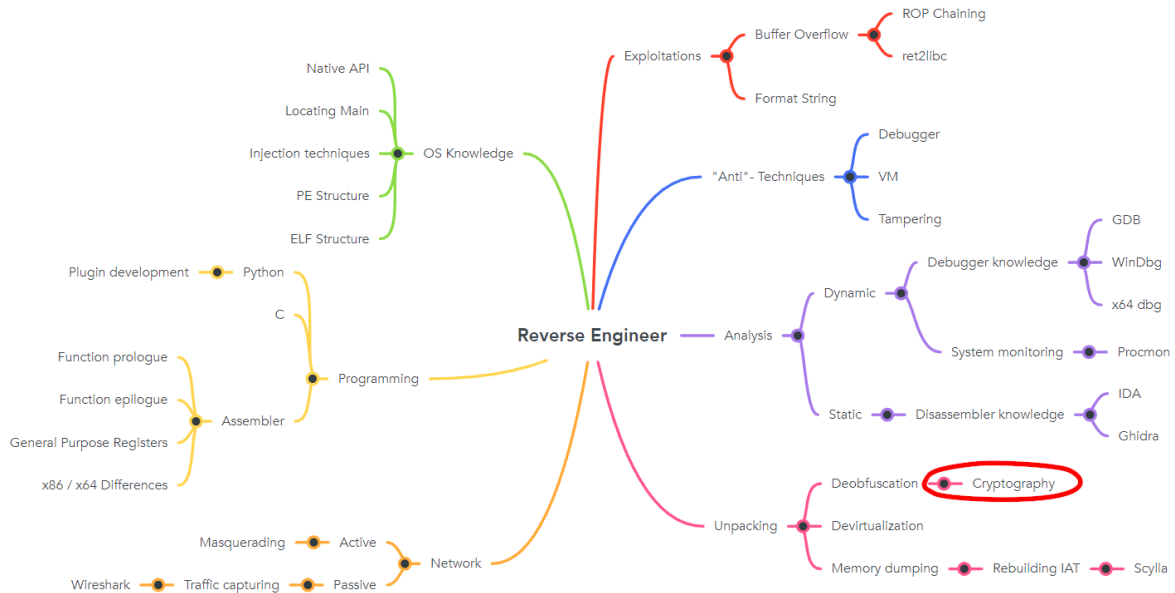 Reverse Engineer
Exploitations
Buffer Overflow
ROP Chaining
ret2libc
Format String
"Anti"- Techniques
Debugger
VM
Tampering
Analysis
Dynamic
Debugger knowledge
GDB
WinDbg
x64 dbg
System monitoring
Procmon
Static
Disassembler knowledge
IDA
Ghidra
Unpacking
Deobfuscation
Cryptography
Devirtualization
Memory dumping
Rebuilding IAT
Scylla
OS Knowledge
Native API
Locating Main
Injection techniques
PE Structure
ELF Structure
Programming
Python
Plugin development
C
Assembler
Function prologue
Function epilogue
General Purpose Registers
x86 / x64 Differences
Network
Active
Masquerading
Passive
Traffic capturing
Wireshark